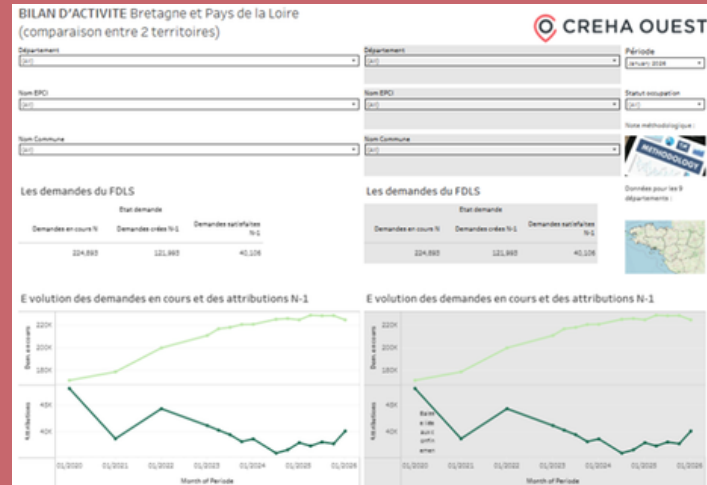 BILAN D'ACTIVITE Bretagne et Pays de la Loire
(comparaison entre 2 territoires)
CREHA OUEST
Département
(All)
Département
(All)
Période
January 2026
Nom EPCI
(All)
Nom EPCI
(All)
Statut occupation
(All)
Nom Commune
(All)
Nom Commune
(All)
Note méthodologique :
METHODOLOGY
Données pour les 9
départements :
Les demandes du FDLS
Etat demande
Demandes en cours N Demandes crées N-1 Demandes satisfaites N-1
224,893 121,993 40,106
Les demandes du FDLS
Etat demande
Demandes en cours N Demandes crées N-1 Demandes satisfaites N-1
224,893 121,993 40,106
E volution des demandes en cours et des attributions N-1
220K
200K
180K
45K
40K
01/2020 01/2021 01/2022 01/2023 01/2024 01/2025 01/2026
Month of Periode
E volution des demandes en cours et des attributions N-1
220K
200K
180K
45K
40K
01/2020 01/2021 01/2022 01/2023 01/2024 01/2025 01/2026
Month of Periode